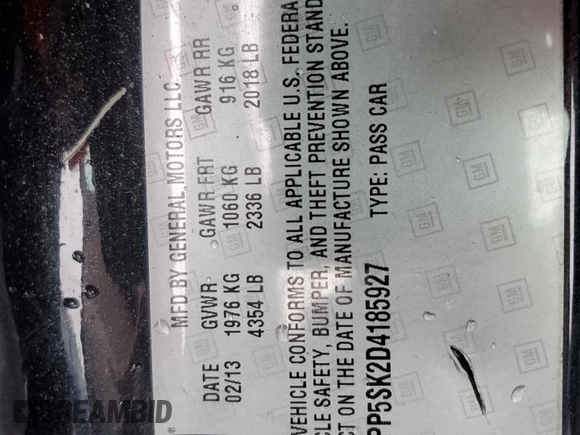 MFD BY GENERAL MOTORS LLC
DATE GVWR GAWR FRT GAWR RR
02/13 1976 KG 1060 KG 916 KG
4354 LB 2336 LB 2018 LB
VEHICLE CONFORMS TO ALL APPLICABLE U.S. FEDERA
CLE SAFETY, BUMPER, AND THEFT PREVENTION STAND
CT ON THE DATE OF MANUFACTURE SHOWN ABOVE.
PP5SK2D4185927 TYPE: PASS CAR
GM